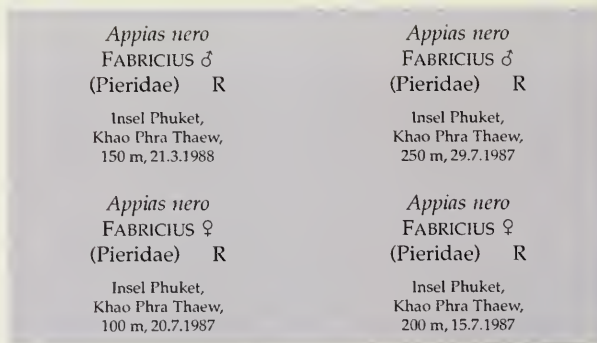 Appias nero
FABRICIUS ♂
(Pieridae) R
Insel Phuket,
Khao Phra Thaew,
150 m, 21.3.1988
Appias nero
FABRICIUS ♂
(Pieridae) R
Insel Phuket,
Khao Phra Thaew,
250 m, 29.7.1987
Appias nero
FABRICIUS ♀
(Pieridae) R
Insel Phuket,
Khao Phra Thaew,
100 m, 20.7.1987
Appias nero
FABRICIUS ♀
(Pieridae) R
Insel Phuket,
Khao Phra Thaew,
200 m, 15.7.1987